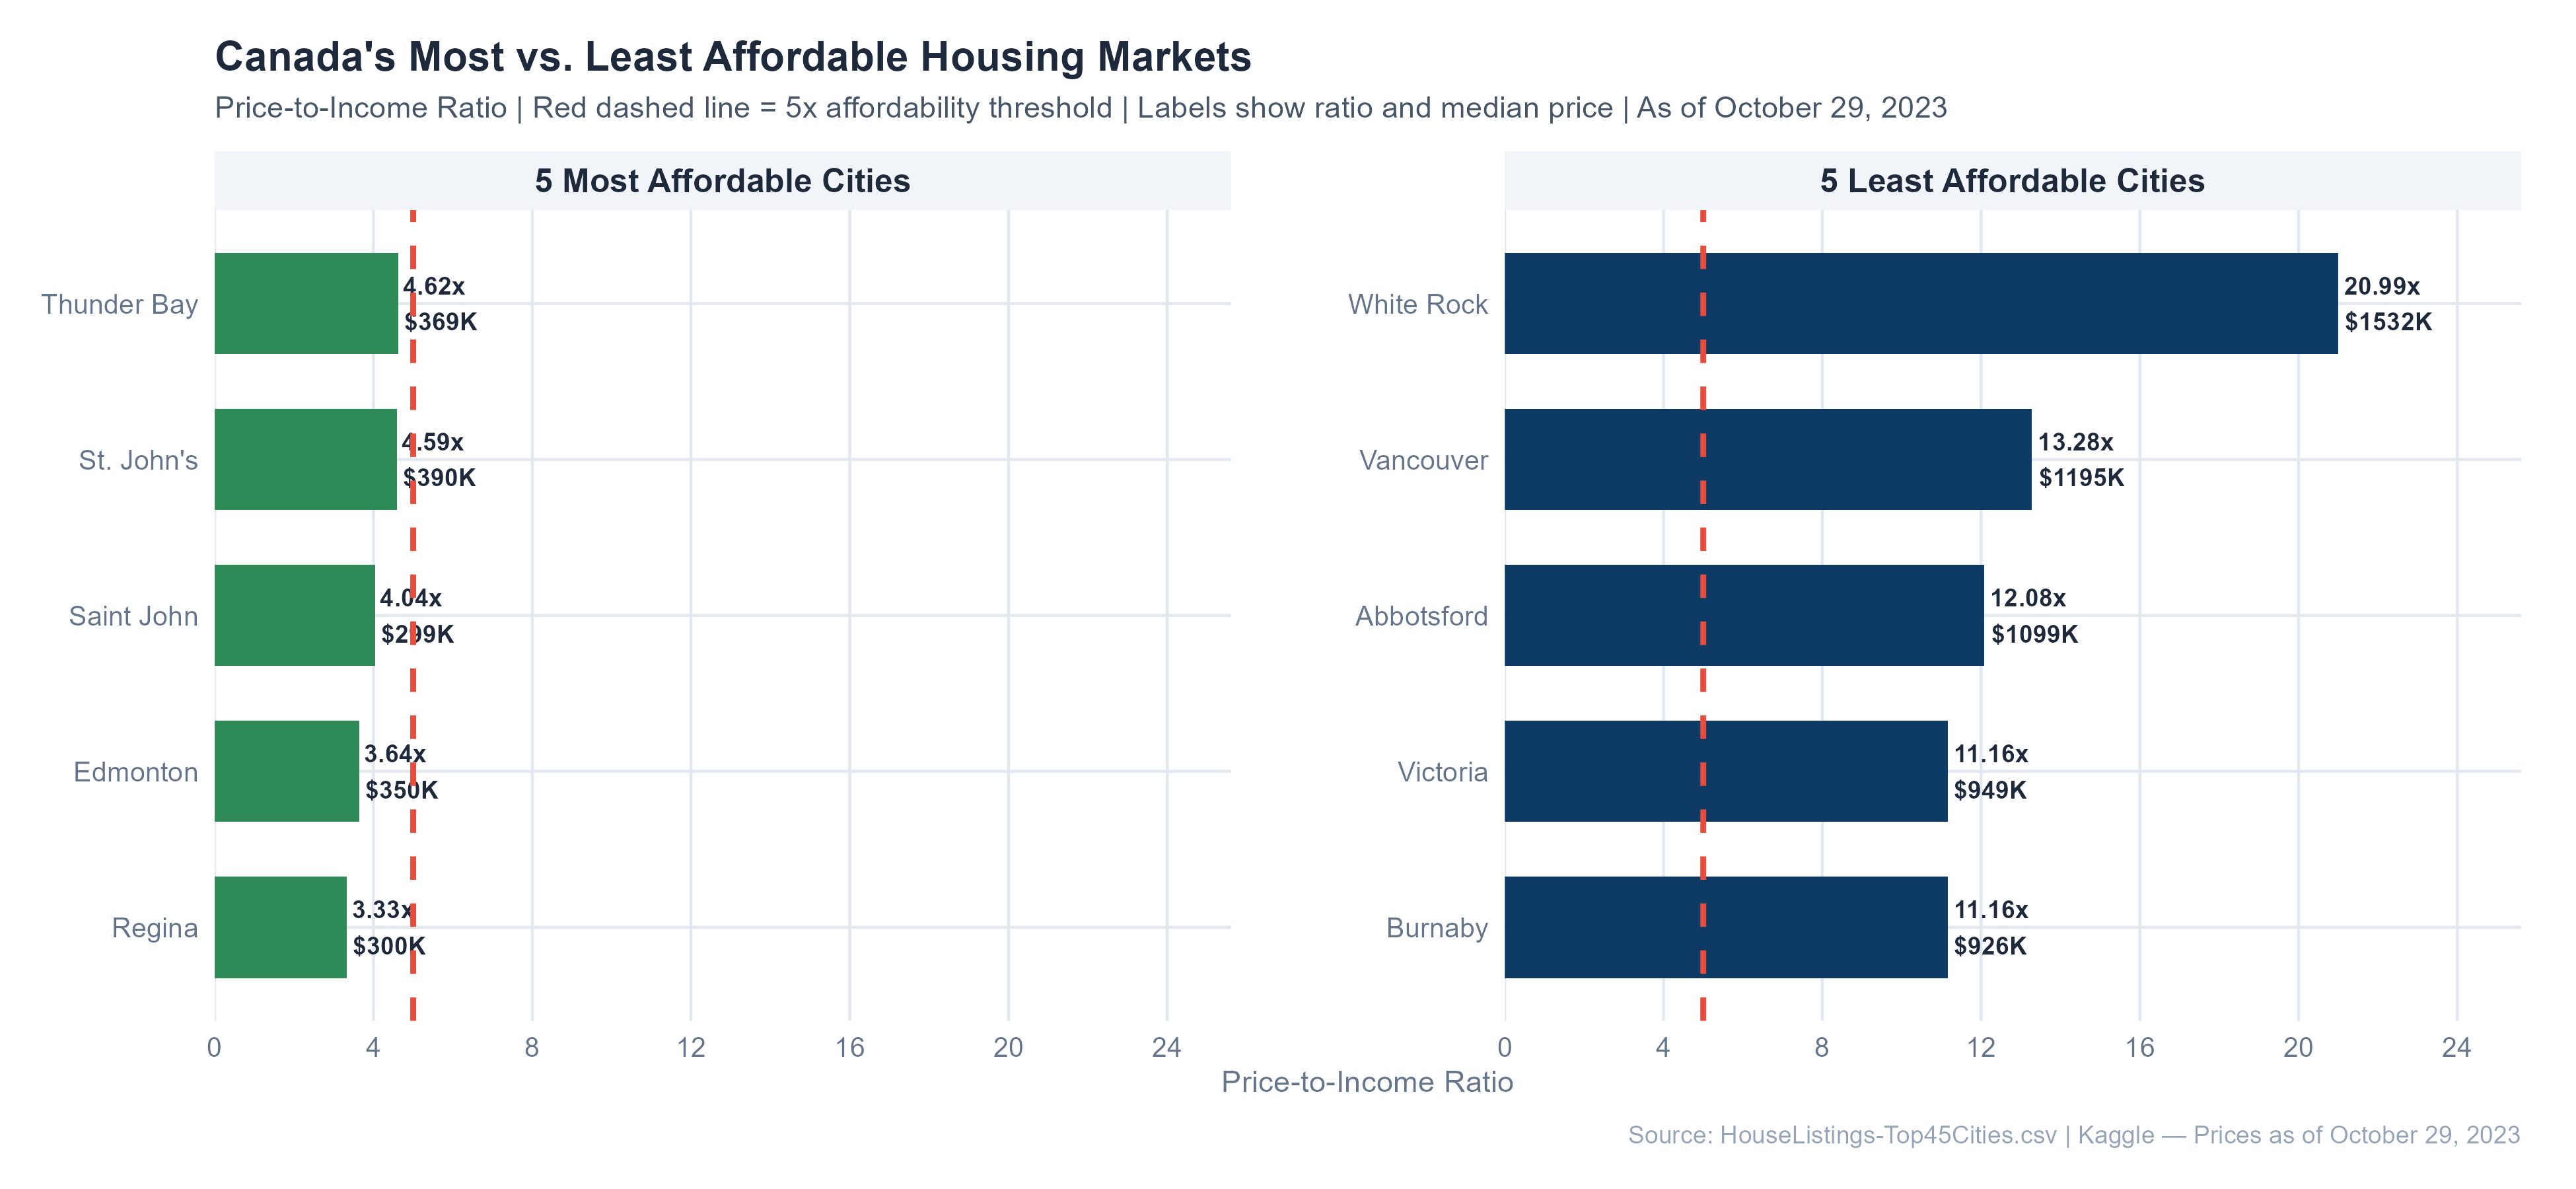 Canada's Most vs. Least Affordable Housing Markets
Price-to-Income Ratio | Red dashed line = 5x affordability threshold | Labels show ratio and median price | As of October 29, 2023
5 Most Affordable Cities
Thunder Bay
4.62x
$369K
St. John's
4.59x
$390K
Saint John
4.04x
$299K
Edmonton
3.64x
$350K
Regina
3.33x
$300K
0 4 8 12 16 20 24
5 Least Affordable Cities
White Rock
20.99x
$1532K
Vancouver
13.28x
$1195K
Abbotsford
12.08x
$1099K
Victoria
11.16x
$949K
Burnaby
11.16x
$926K
0 4 8 12 16 20 24
Price-to-Income Ratio
Source: HouseListings-Top45Cities.csv | Kaggle — Prices as of October 29, 2023